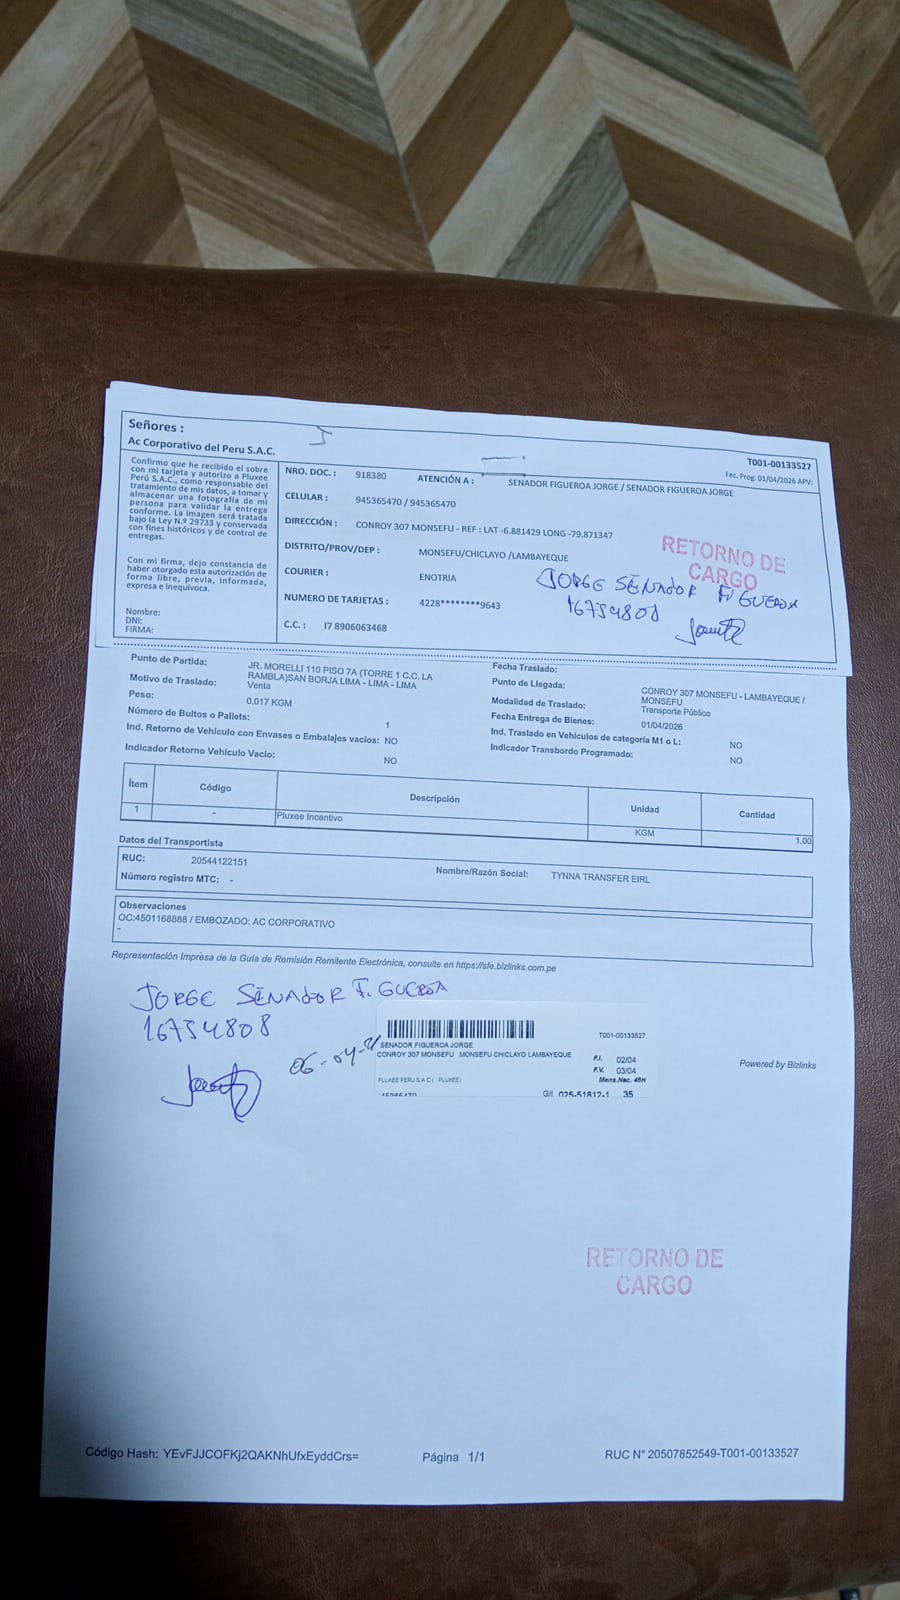 Señores :
Ac Corporativo del Peru S.A.C.
T001-00133527
Fec. Prog: 01/04/2026 APV:
Confirmo que he recibido el sobre
con mi tarjeta y autorizo a Pluxee
Perú S.A.C., como responsable del
tratamiento de mis datos, a tomar y
almacenar una fotografía de mi
persona para validar la entrega
conforme. La imagen será tratada
bajo la Ley N.º 29733 y conservada
con fines históricos y de control de
entregas.
Con mi firma, dejo constancia de
haber otorgado esta autorización de
forma libre, previa, informada,
expresa e inequívoca.
Nombre:
DNI:
FIRMA:
NRO. DOC. : 918380 ATENCIÓN A : SENADOR FIGUEROA JORGE / SENADOR FIGUEROA JORGE
CELULAR : 945365470 / 945365470
DIRECCIÓN : CONROY 307 MONSEFU - REF : LAT -6.881429 LONG -79.871347
DISTRITO/PROV/DEP : MONSEFU/CHICLAYO /LAMBAYEQUE
COURIER : ENOTRIA
NUMERO DE TARJETAS : 4228********9643
C.C. : I7 8906063468
RETORNO DE
CARGO
JORGE SENADOR FIGUEROA
16754808
Punto de Partida: JR. MORELLI 110 PISO 7A (TORRE 1 C.C. LA
RAMBLA)SAN BORJA LIMA - LIMA - LIMA
Motivo de Traslado: Venta
Peso: 0.017 KGM
Número de Bultos o Pallets: 1
Ind. Retorno de Vehículo con Envases o Embalajes vacíos: NO
Indicador Retorno Vehículo Vacío: NO
Fecha Traslado:
Punto de Llegada: CONROY 307 MONSEFU - LAMBAYEQUE /
MONSEFU
Modalidad de Traslado: Transporte Público
Fecha Entrega de Bienes: 01/04/2026
Ind. Traslado en Vehículos de categoría M1 o L: NO
Indicador Transbordo Programado: NO
Ítem Código Descripción Unidad Cantidad
1 - Pluxee Incentivo KGM 1.00
Datos del Transportista
RUC: 20544122151 Nombre/Razón Social: TYNNA TRANSFER EIRL
Número registro MTC: -
Observaciones
OC:4501168888 / EMBOZADO: AC CORPORATIVO
-
Representación Impresa de la Guía de Remisión Remitente Electrónica, consulte en https://sfe.bizlinks.com.pe
JORGE SENADOR FIGUEROA
16754808
T001-00133527
SENADOR FIGUEROA JORGE
CONROY 307 MONSEFU MONSEFU CHICLAYO LAMBAYEQUE
F.I. 02/04
F.V. 03/04
Mens.Nac. 48H
PLUXEE PERU S A C ( PLUXEE)
G/I. 025-51812-1 35
Powered by Bizlinks
RETORNO DE
CARGO
Código Hash: YEvFJJCOFKj2QAKNhUfxEyddCrs=
Página 1/1
RUC N° 20507852549-T001-00133527